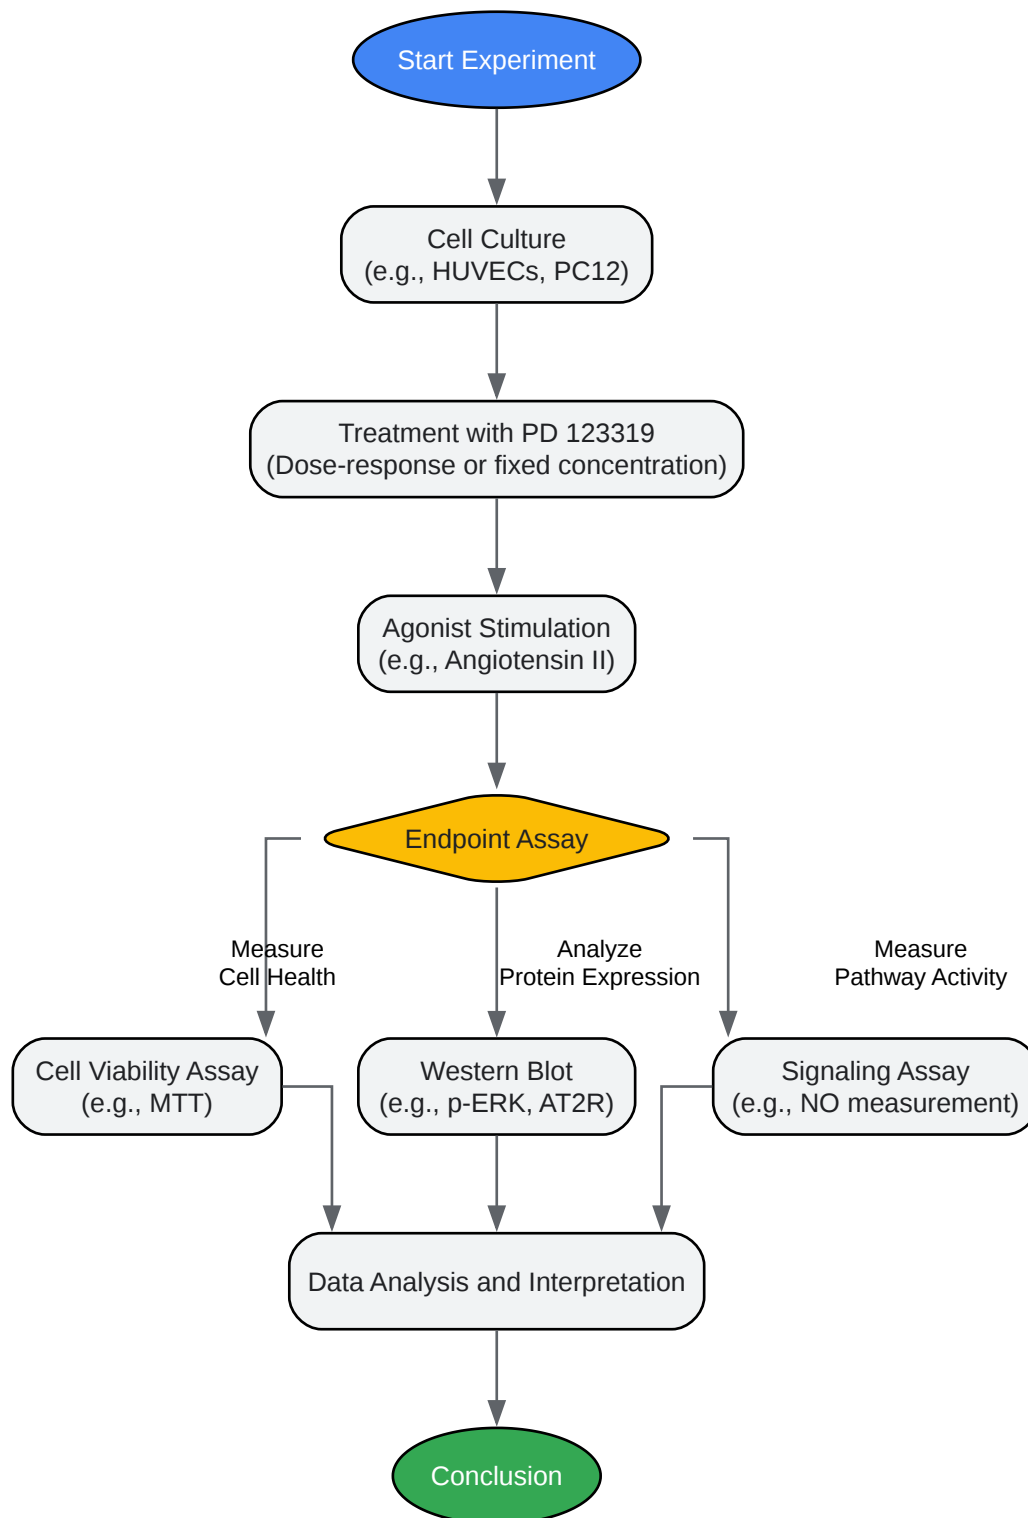 Start Experiment
Cell Culture
(e.g., HUVECs, PC12)
Treatment with PD 123319
(Dose-response or fixed concentration)
Agonist Stimulation
(e.g., Angiotensin II)
Endpoint Assay
Measure
Cell Health
Analyze
Protein Expression
Measure
Pathway Activity
Cell Viability Assay
(e.g., MTT)
Western Blot
(e.g., p-ERK, AT2R)
Signaling Assay
(e.g., NO measurement)
Data Analysis and Interpretation
Conclusion